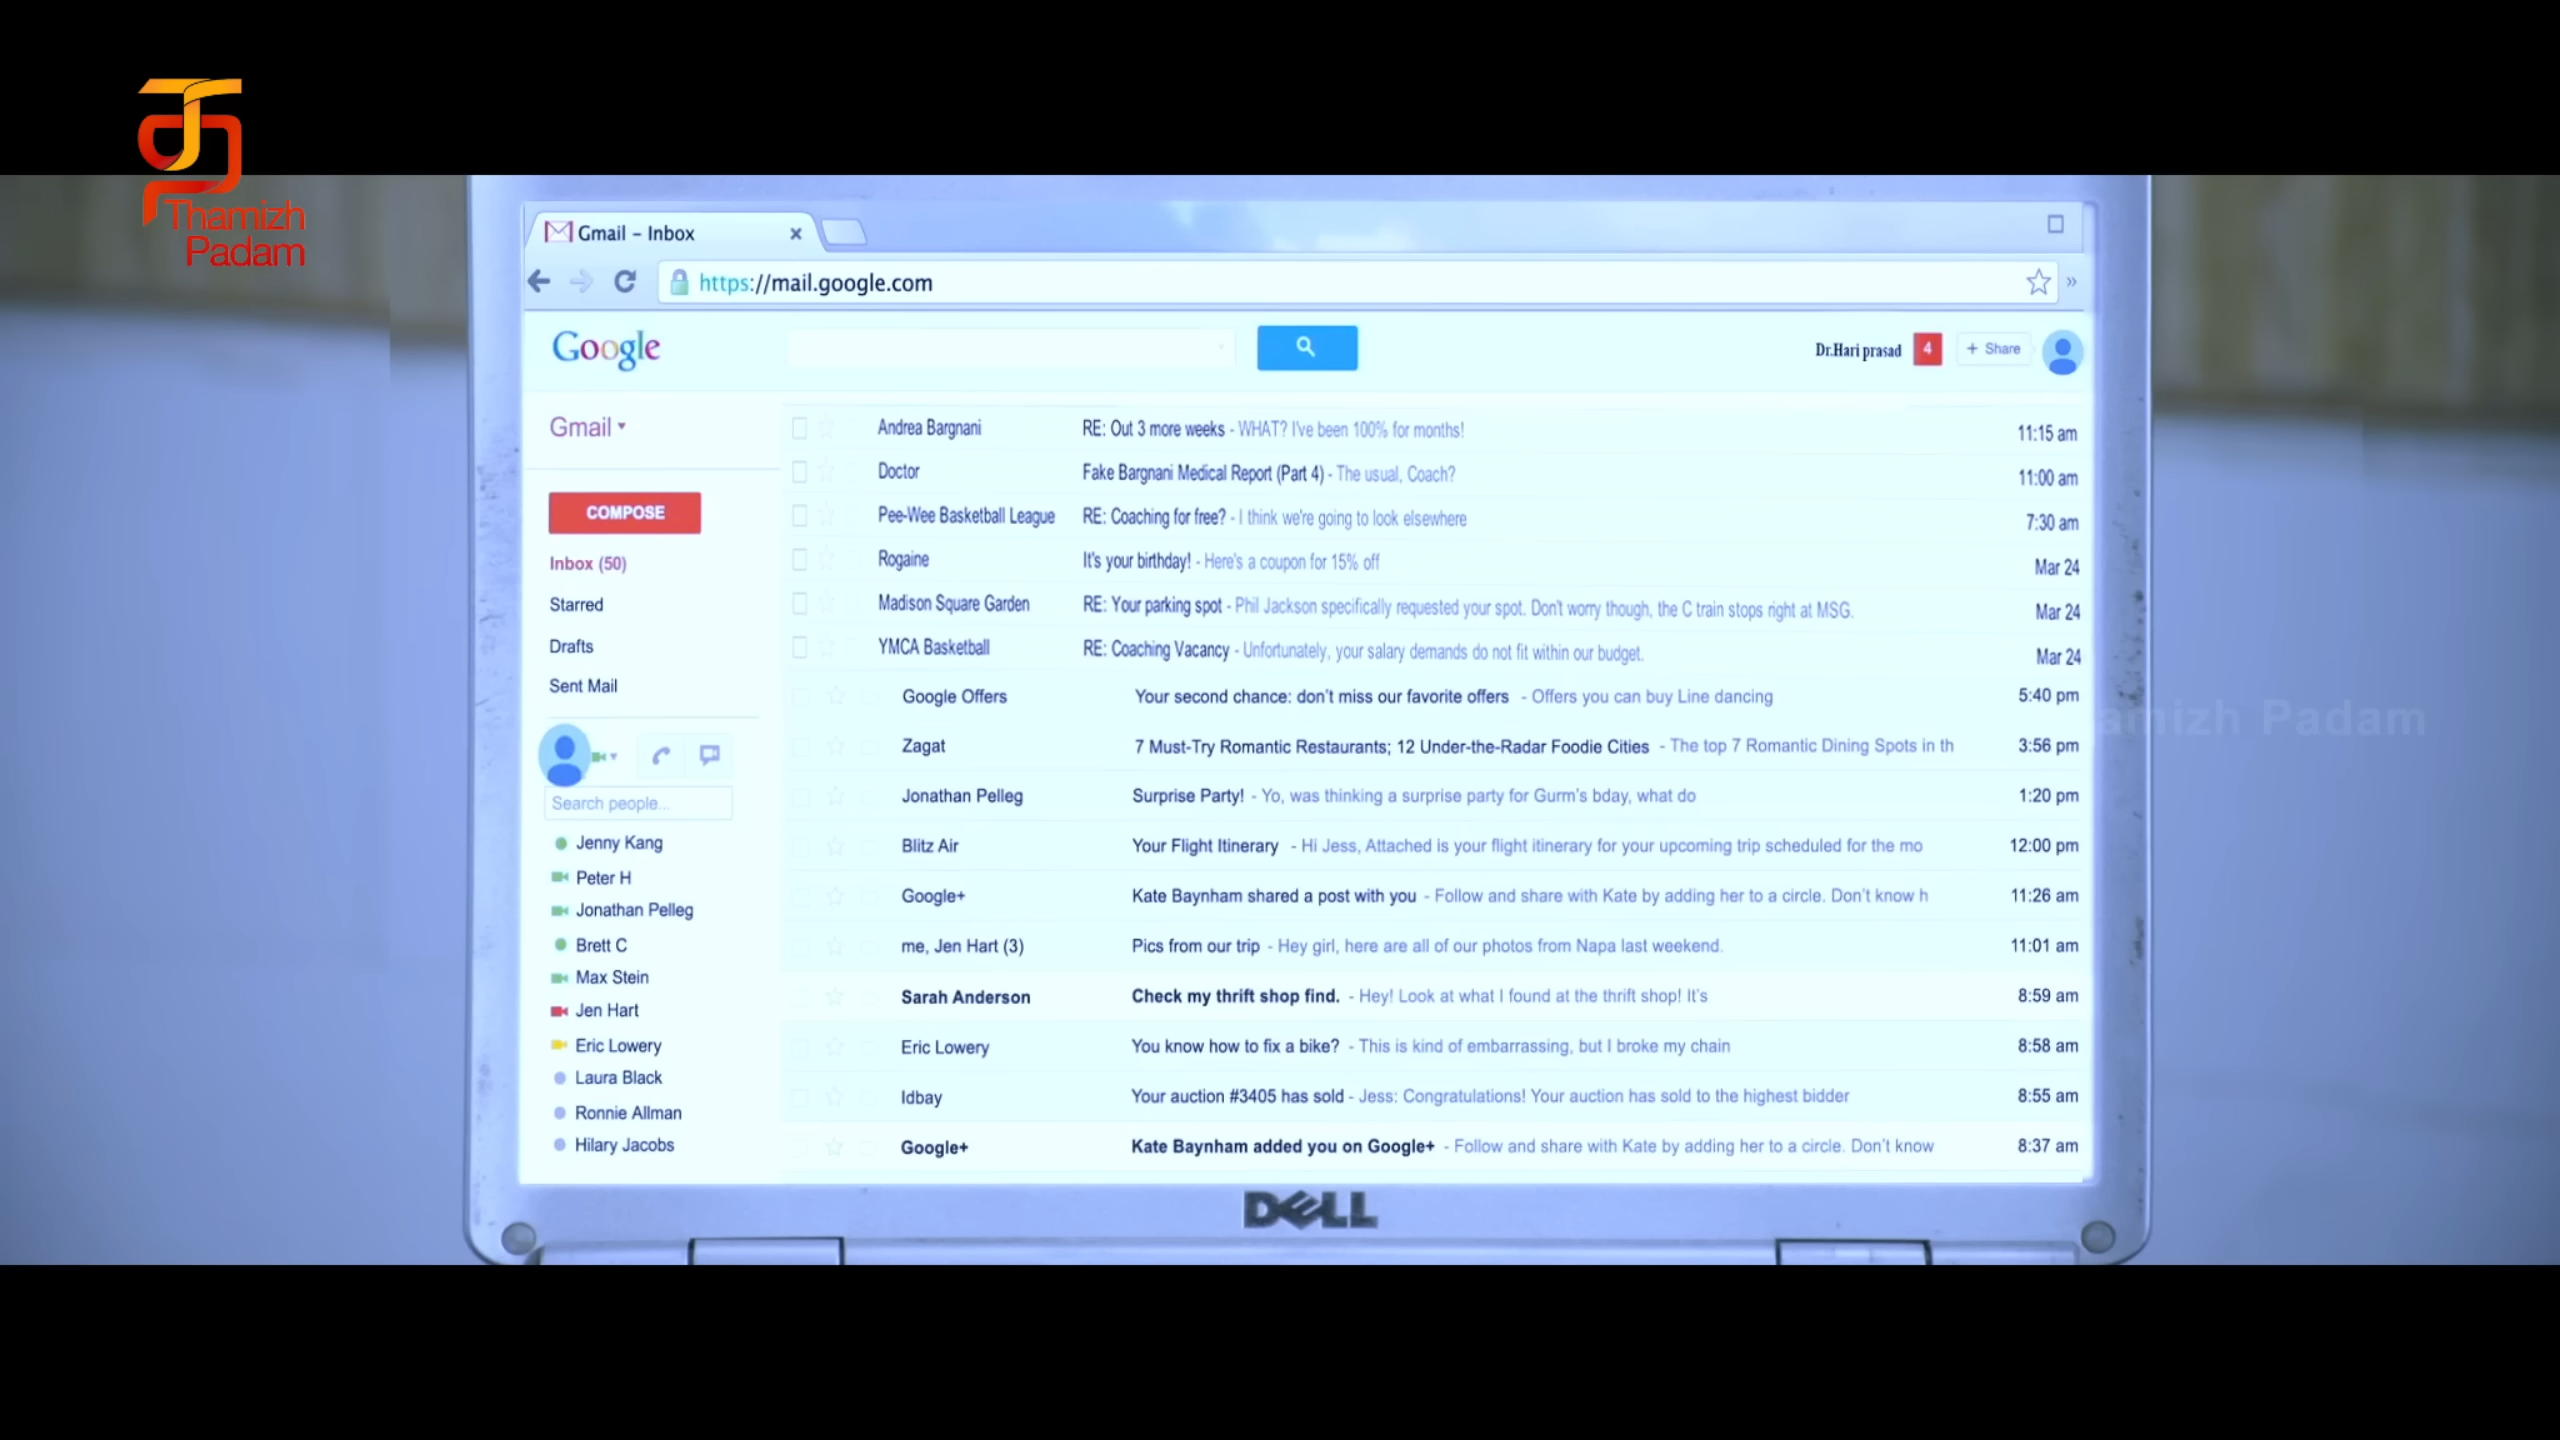 Thamizh
Padam
Gmail – Inbox
https://mail.google.com
Google
Dr.Hari prasad 4 + Share
Gmail
COMPOSE
Inbox (50)
Starred
Drafts
Sent Mail
Search people...
Jenny Kang
Peter H
Jonathan Pelleg
Brett C
Max Stein
Jen Hart
Eric Lowery
Laura Black
Ronnie Allman
Hilary Jacobs
Andrea Bargnani RE: Out 3 more weeks - WHAT? I've been 100% for months! 11:15 am
Doctor Fake Bargnani Medical Report (Part 4) - The usual, Coach? 11:00 am
Pee-Wee Basketball League RE: Coaching for free? - I think we're going to look elsewhere 7:30 am
Rogaine It's your birthday! - Here's a coupon for 15% off Mar 24
Madison Square Garden RE: Your parking spot - Phil Jackson specifically requested your spot. Don't worry though, the C train stops right at MSG. Mar 24
YMCA Basketball RE: Coaching Vacancy - Unfortunately, your salary demands do not fit within our budget. Mar 24
Google Offers Your second chance: don't miss our favorite offers - Offers you can buy Line dancing 5:40 pm
Zagat 7 Must-Try Romantic Restaurants; 12 Under-the-Radar Foodie Cities - The top 7 Romantic Dining Spots in th 3:56 pm
Jonathan Pelleg Surprise Party! - Yo, was thinking a surprise party for Gurm's bday, what do 1:20 pm
Blitz Air Your Flight Itinerary - Hi Jess, Attached is your flight itinerary for your upcoming trip scheduled for the mo 12:00 pm
Google+ Kate Baynham shared a post with you - Follow and share with Kate by adding her to a circle. Don't know h 11:26 am
me, Jen Hart (3) Pics from our trip - Hey girl, here are all of our photos from Napa last weekend. 11:01 am
Sarah Anderson Check my thrift shop find. - Hey! Look at what I found at the thrift shop! It's 8:59 am
Eric Lowery You know how to fix a bike? - This is kind of embarrassing, but I broke my chain 8:58 am
Idbay Your auction #3405 has sold - Jess: Congratulations! Your auction has sold to the highest bidder 8:55 am
Google+ Kate Baynham added you on Google+ - Follow and share with Kate by adding her to a circle. Don't know 8:37 am
amizh Padam
DELL